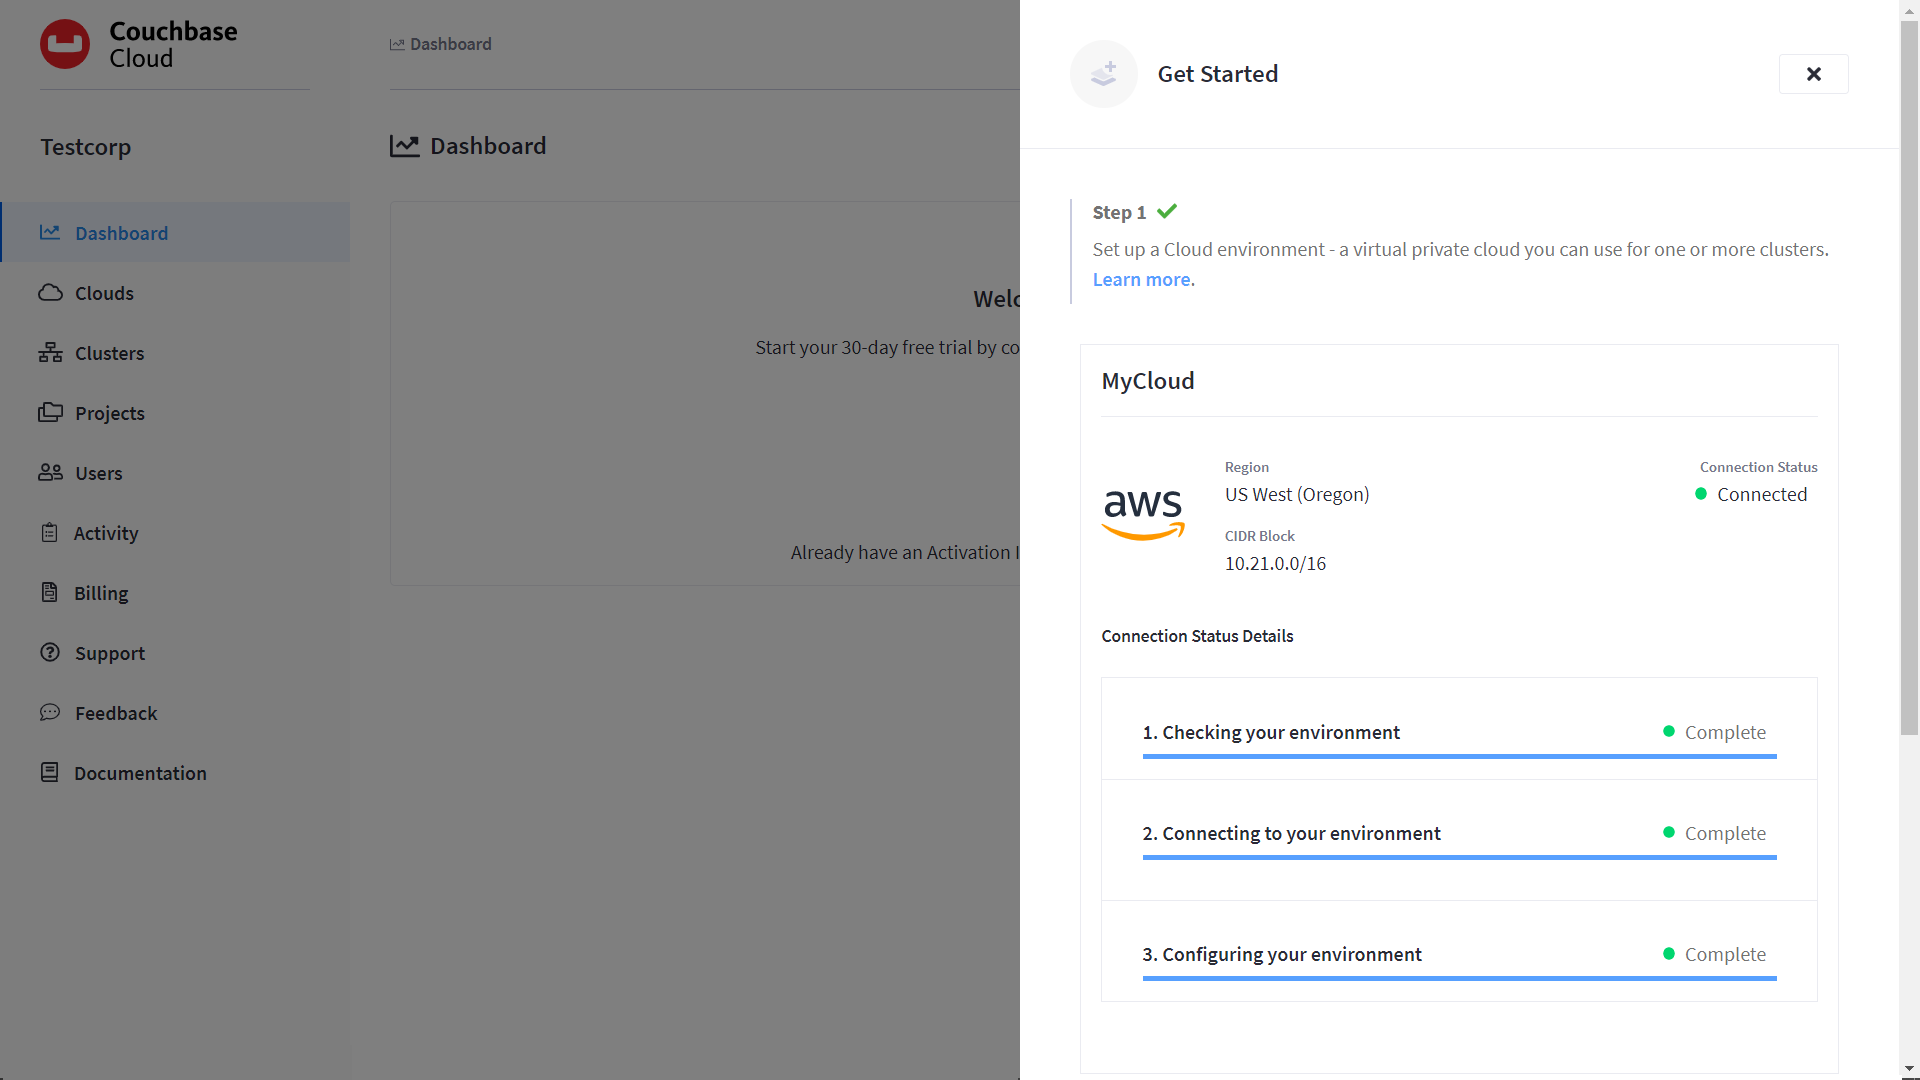 Couchbase
Cloud
Testcorp
Dashboard
Clouds
Clusters
Projects
Users
Activity
Billing
Support
Feedback
Documentation
Dashboard
Dashboard
Start your 30-day free trial by
Already have an Activation
Get Started
Step 1
Set up a Cloud environment - a virtual private cloud you can use for one or more clusters.
Learn more.
MyCloud
aws
Region
US West (Oregon)
CIDR Block
10.21.0.0/16
Connection Status
Connected
Connection Status Details
1. Checking your environment
Complete
2. Connecting to your environment
Complete
3. Configuring your environment
Complete